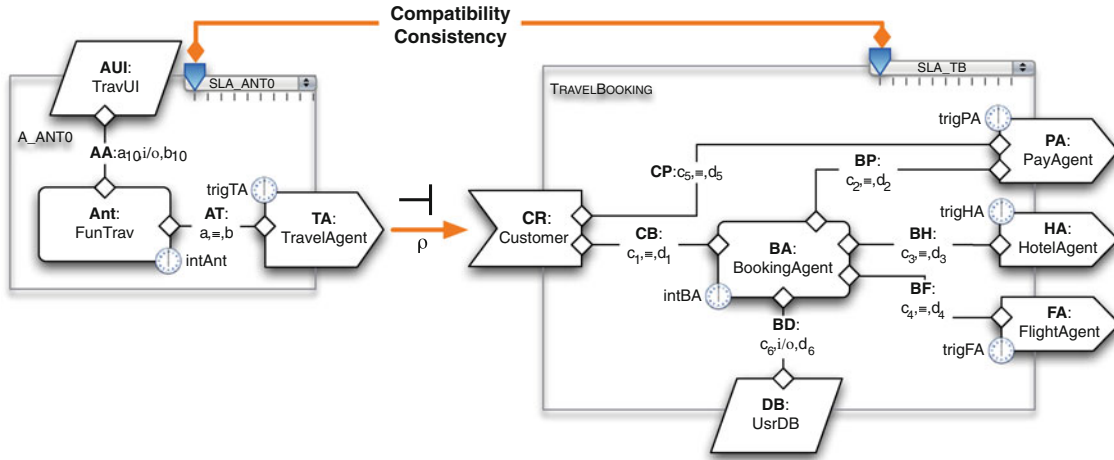 Compatibility
Consistency
AUI:
TravUI
SLA_ANT0
A_ANT0
AA:a10,i/o,b10
trigTA
Ant:
FunTrav
AT:
a,≡,b
TA:
TravelAgent
intAnt
ρ
SLA_TB
TRAVELBOOKING
trigPA
PA:
PayAgent
CP:c5,≡,d5
BP:
c2,≡,d2
CR:
Customer
CB:
c1,≡,d1
BA:
BookingAgent
trigHA
BH:
c3,≡,d3
HA:
HotelAgent
intBA
BF:
c4,≡,d4
FA:
FlightAgent
trigFA
BD:
c6,i/o,d6
DB:
UsrDB